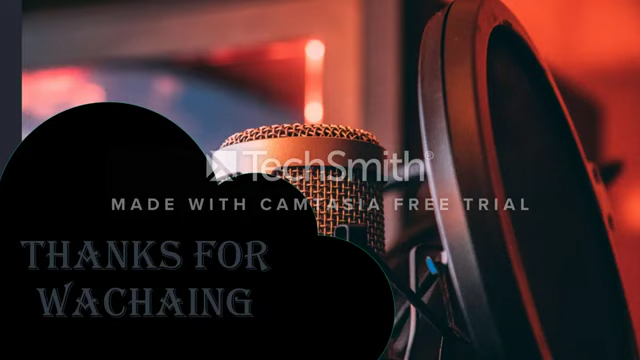 TechSmith®
MADE WITH CAMTASIA FREE TRIAL
THANKS FOR
WACHAING